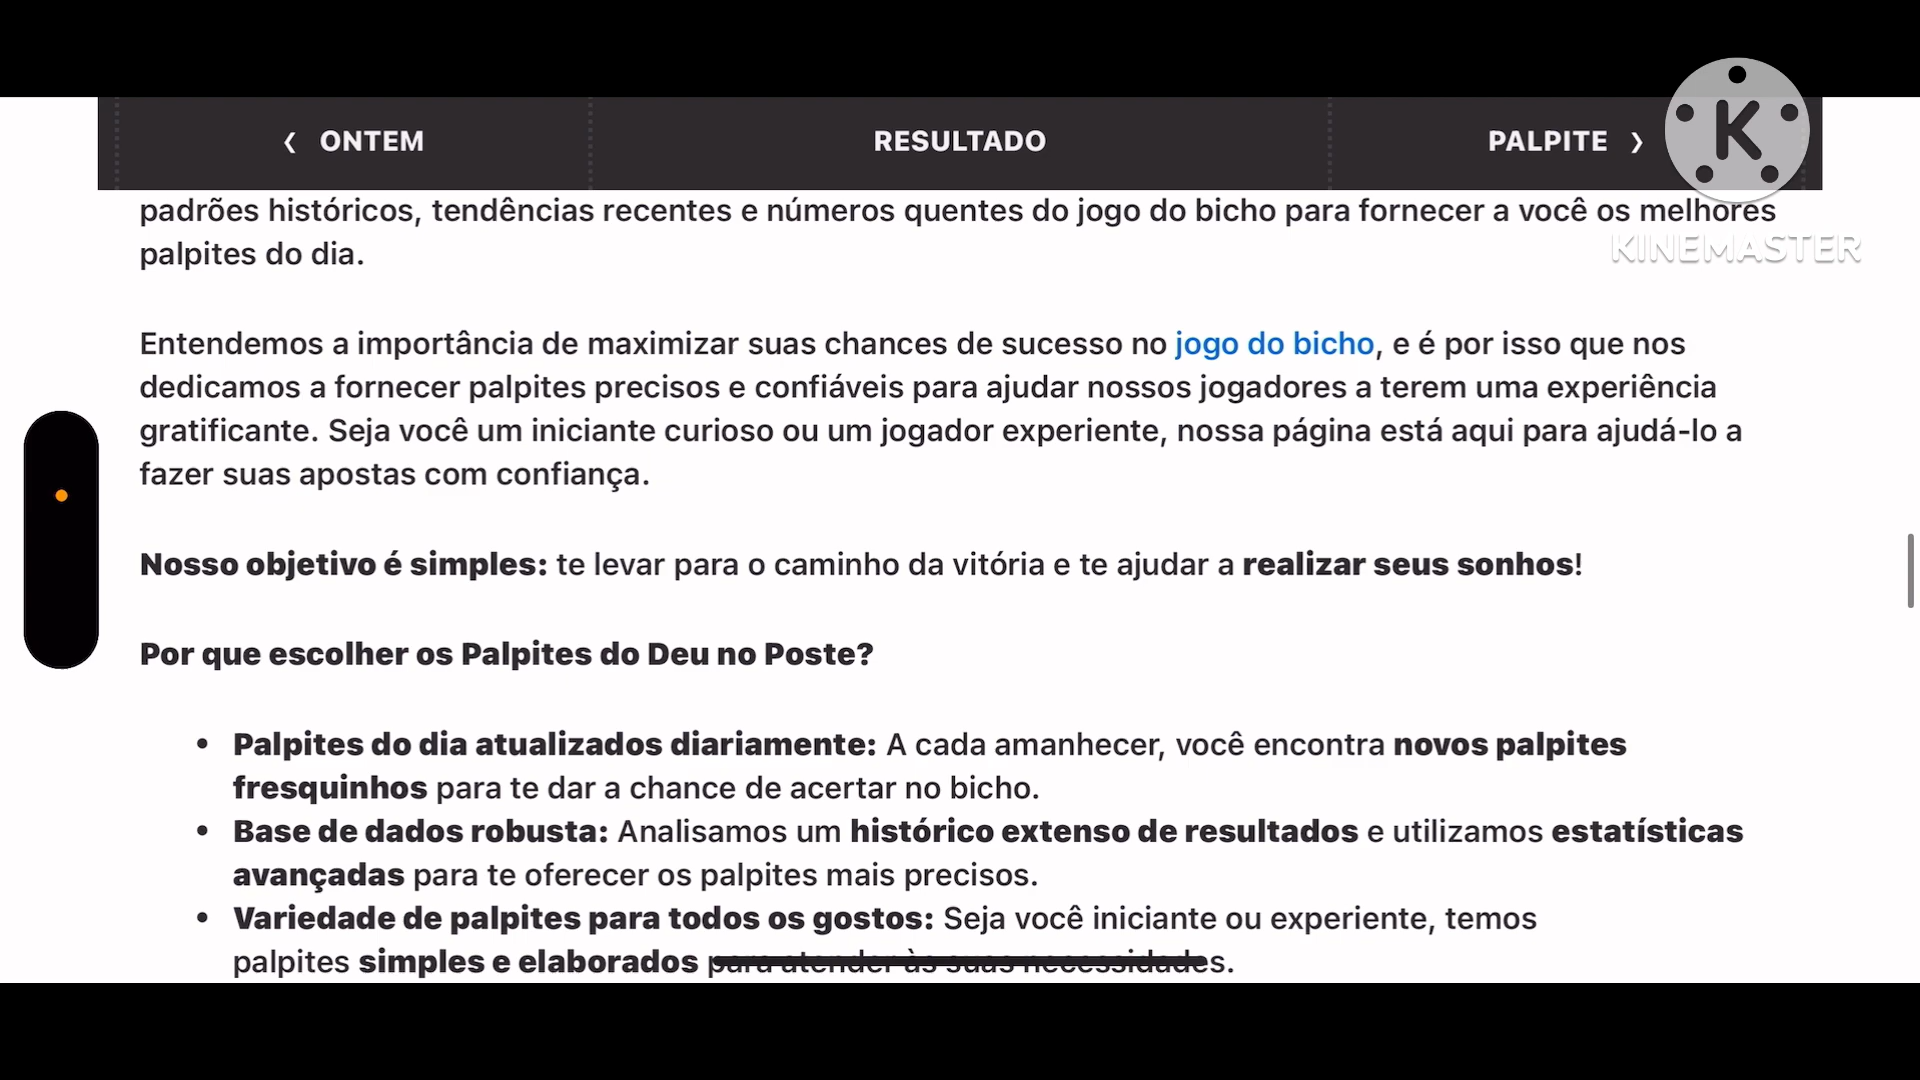 ‹ ONTEM
RESULTADO
PALPITE ›
K
KINEMASTER
padrões históricos, tendências recentes e números quentes do jogo do bicho para fornecer a você os melhores
palpites do dia.
Entendemos a importância de maximizar suas chances de sucesso no jogo do bicho, e é por isso que nos
dedicamos a fornecer palpites precisos e confiáveis para ajudar nossos jogadores a terem uma experiência
gratificante. Seja você um iniciante curioso ou um jogador experiente, nossa página está aqui para ajudá-lo a
fazer suas apostas com confiança.
Nosso objetivo é simples: te levar para o caminho da vitória e te ajudar a realizar seus sonhos!
Por que escolher os Palpites do Deu no Poste?
• Palpites do dia atualizados diariamente: A cada amanhecer, você encontra novos palpites
fresquinhos para te dar a chance de acertar no bicho.
• Base de dados robusta: Analisamos um histórico extenso de resultados e utilizamos estatísticas
avançadas para te oferecer os palpites mais precisos.
• Variedade de palpites para todos os gostos: Seja você iniciante ou experiente, temos
palpites simples e elaborados para atender às suas necessidades.